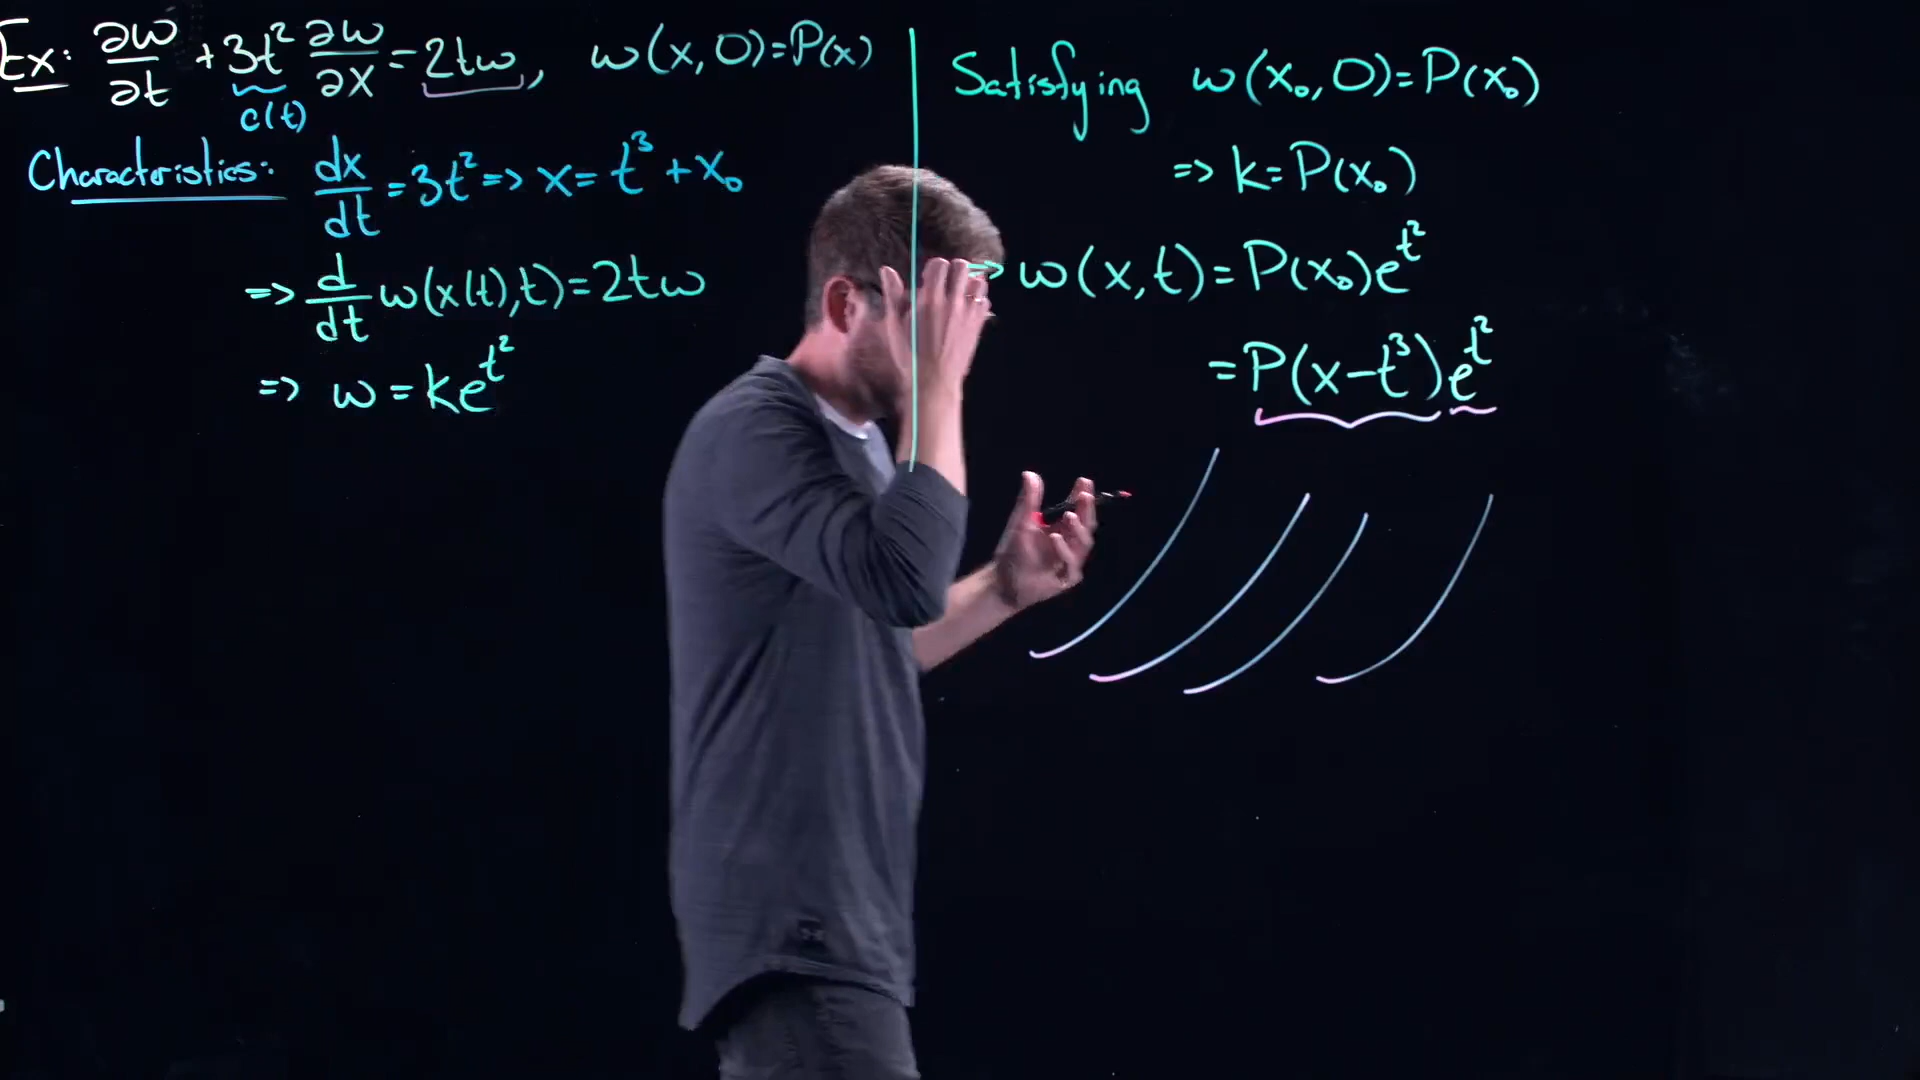 Ex: ∂w/∂t + 3t² ∂w/∂x = 2tw, w(x,0)=P(x)
c(t)
Characteristics: dx/dt = 3t² => x = t³ + x₀
=> d/dt w(x(t),t) = 2tw
=> w = ke^{t²}
Satisfying w(x₀,0)=P(x₀)
=> k=P(x₀)
=> w(x,t) = P(x₀)e^{t²}
= P(x-t³)e^{t²}